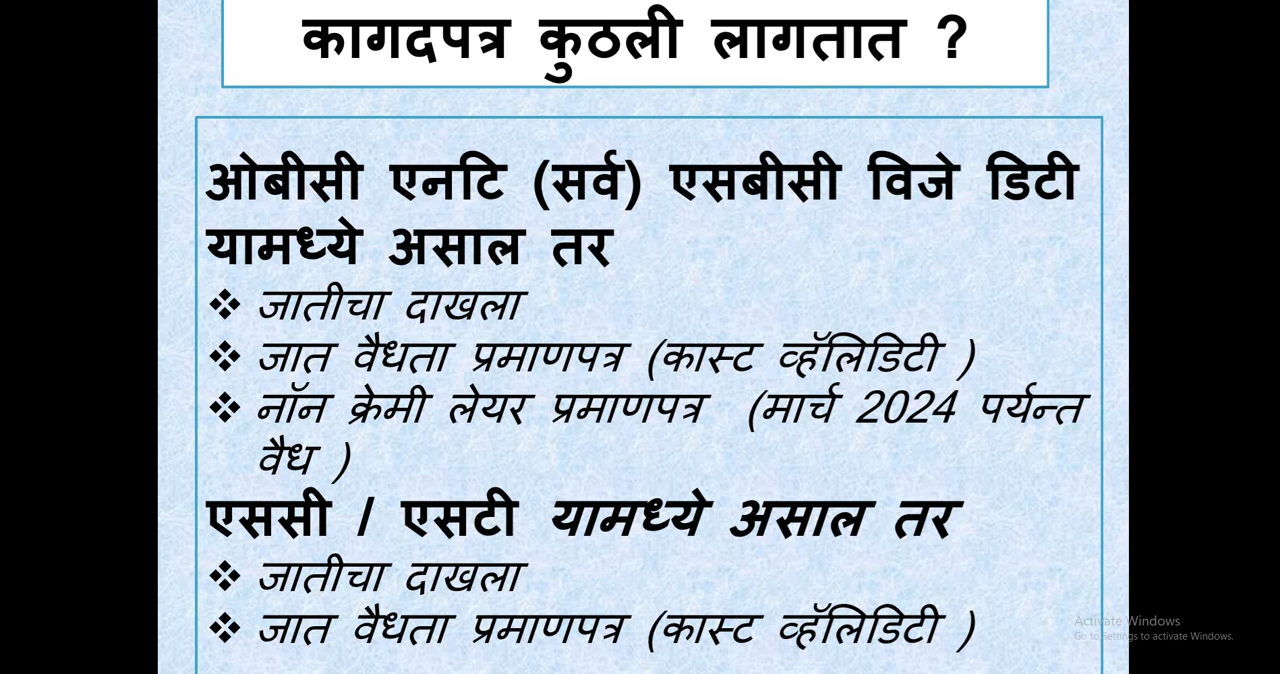 कागदपत्र कुठली लागतात ?
ओबीसी एनटि (सर्व) एसबीसी विजे डिटी
यामध्ये असाल तर
❖ जातीचा दाखला
❖ जात वैधता प्रमाणपत्र (कास्ट व्हॅलिडिटी )
❖ नॉन क्रेमी लेयर प्रमाणपत्र (मार्च 2024 पर्यन्त
वैध )
एससी / एसटी यामध्ये असाल तर
❖ जातीचा दाखला
❖ जात वैधता प्रमाणपत्र (कास्ट व्हॅलिडिटी )
Activate Windows
Go to Settings to activate Windows.